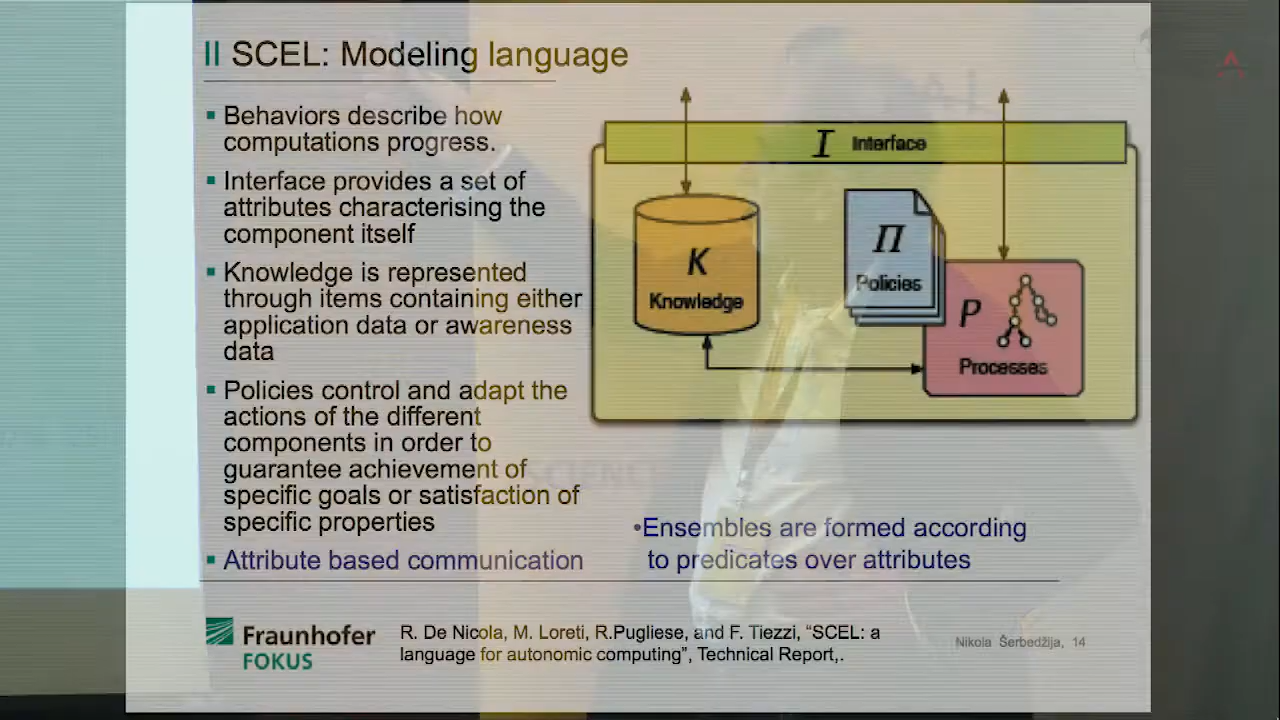 II SCEL: Modeling language
Behaviors describe how
computations progress.
Interface provides a set of
attributes characterising the
component itself
Knowledge is represented
through items containing either
application data or awareness
data
Policies control and adapt the
actions of the different
components in order to
guarantee achievement of
specific goals or satisfaction of
specific properties
Attribute based communication
I Interface
K
Knowledge
Π
Policies
P
Processes
•Ensembles are formed according
to predicates over attributes
Fraunhofer
FOKUS
R. De Nicola, M. Loreti, R.Pugliese, and F. Tiezzi, “SCEL: a
language for autonomic computing”, Technical Report,.
Nikola Šerbedžija, 14